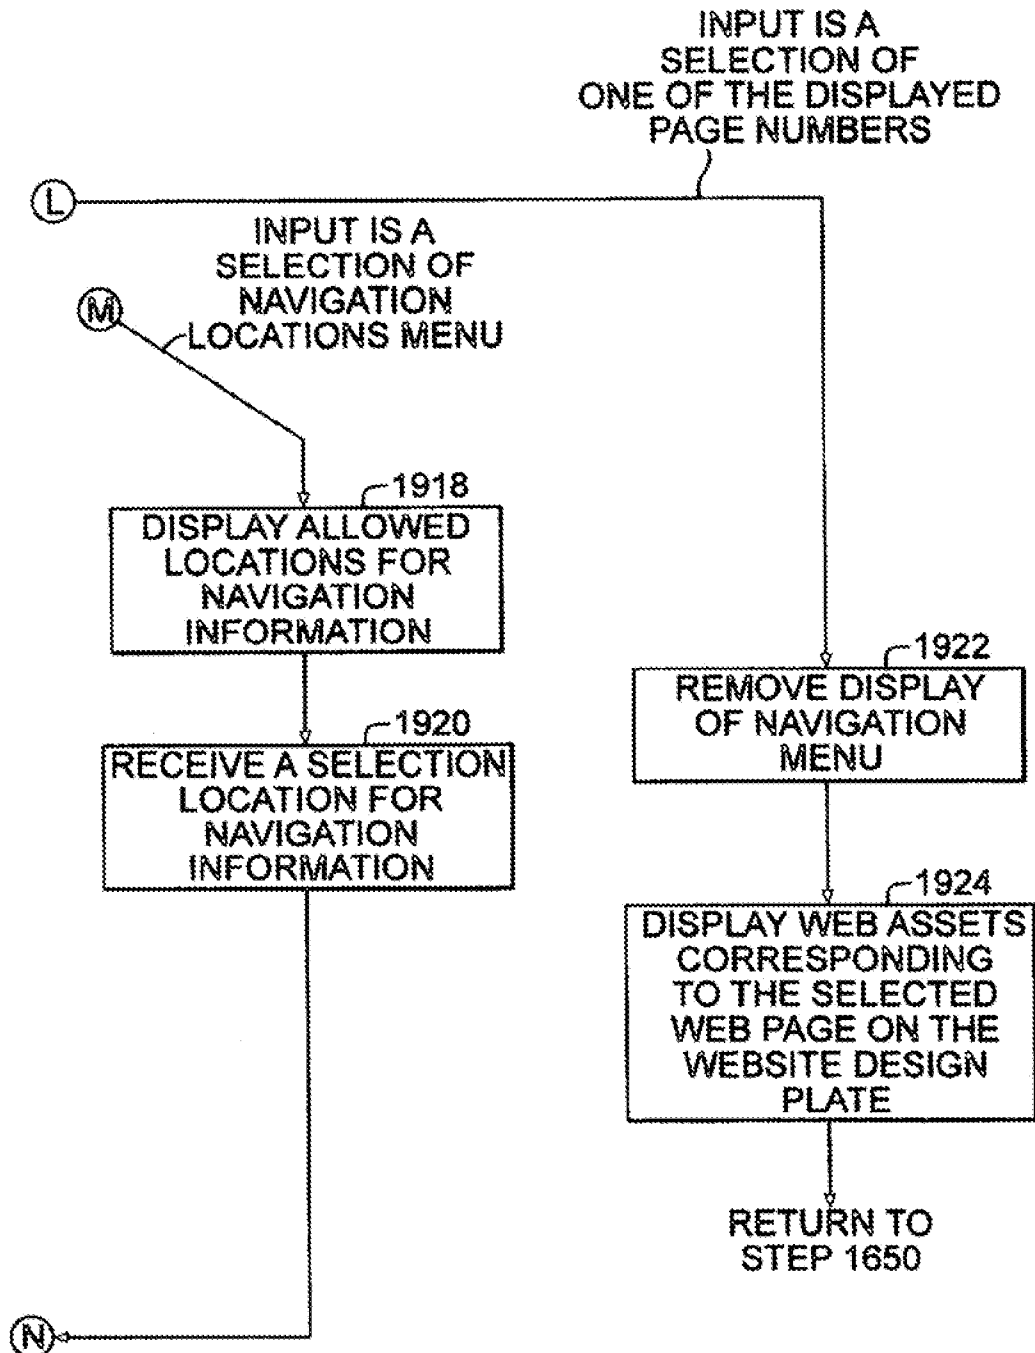 INPUT IS A
SELECTION OF
ONE OF THE DISPLAYED
PAGE NUMBERS
L
INPUT IS A
SELECTION OF
NAVIGATION
LOCATIONS MENU
M
1918
DISPLAY ALLOWED
LOCATIONS FOR
NAVIGATION
INFORMATION
1920
RECEIVE A SELECTION
LOCATION FOR
NAVIGATION
INFORMATION
1922
REMOVE DISPLAY
OF NAVIGATION
MENU
1924
DISPLAY WEB ASSETS
CORRESPONDING
TO THE SELECTED
WEB PAGE ON THE
WEBSITE DESIGN
PLATE
RETURN TO
STEP 1650
N